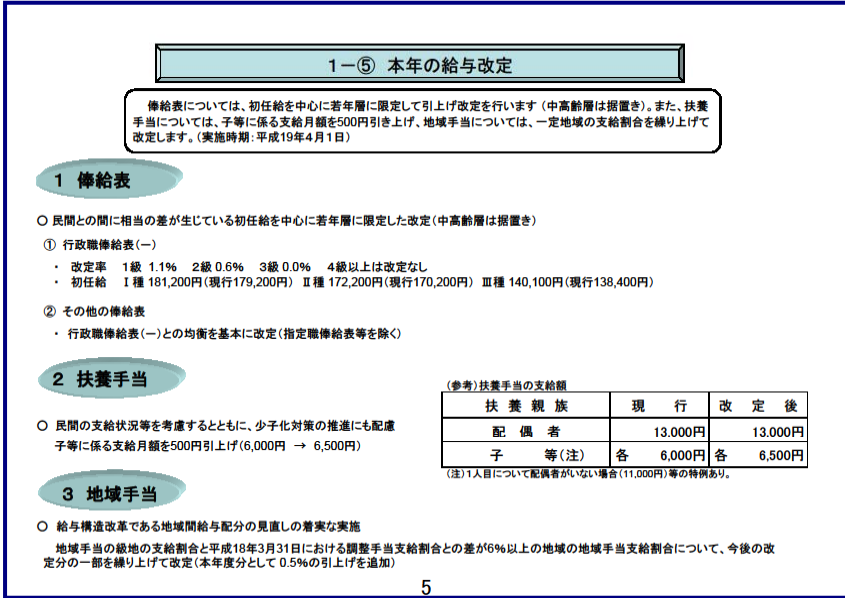 1-⑤ 本年の給与改定
俸給表については、初任給を中心に若年層に限定して引上げ改定を行います(中高齢層は据置き)。また、扶養
手当については、子等に係る支給月額を500円引き上げ、地域手当については、一定地域の支給割合を繰り上げて
改定します。(実施時期:平成19年4月1日)
1 俸給表
○ 民間との間に相当の差が生じている初任給を中心に若年層に限定した改定(中高齢層は据置き)
① 行政職俸給表(一)
・ 改定率 1級 1.1% 2級 0.6% 3級 0.0% 4級以上は改定なし
・ 初任給 Ⅰ種 181,200円(現行179,200円) Ⅱ種 172,200円(現行170,200円) Ⅲ種 140,100円(現行138,400円)
② その他の俸給表
・ 行政職俸給表(一)との均衡を基本に改定(指定職俸給表等を除く)
2 扶養手当
○ 民間の支給状況等を考慮するとともに、少子化対策の推進にも配慮
子等に係る支給月額を500円引上げ(6,000円 → 6,500円)
(参考)扶養手当の支給額
扶養親族 現行 改定後
配偶者 13.000円 13.000円
子等(注) 各 6,000円 各 6,500円
(注)1人目について配偶者がいない場合(11,000円)等の特例あり。
3 地域手当
○ 給与構造改革である地域間給与配分の見直しの着実な実施
地域手当の級地の支給割合と平成18年3月31日における調整手当支給割合との差が6%以上の地域の地域手当支給割合について、今後の改
定分の一部を繰り上げて改定(本年度分として 0.5%の引上げを追加)
5